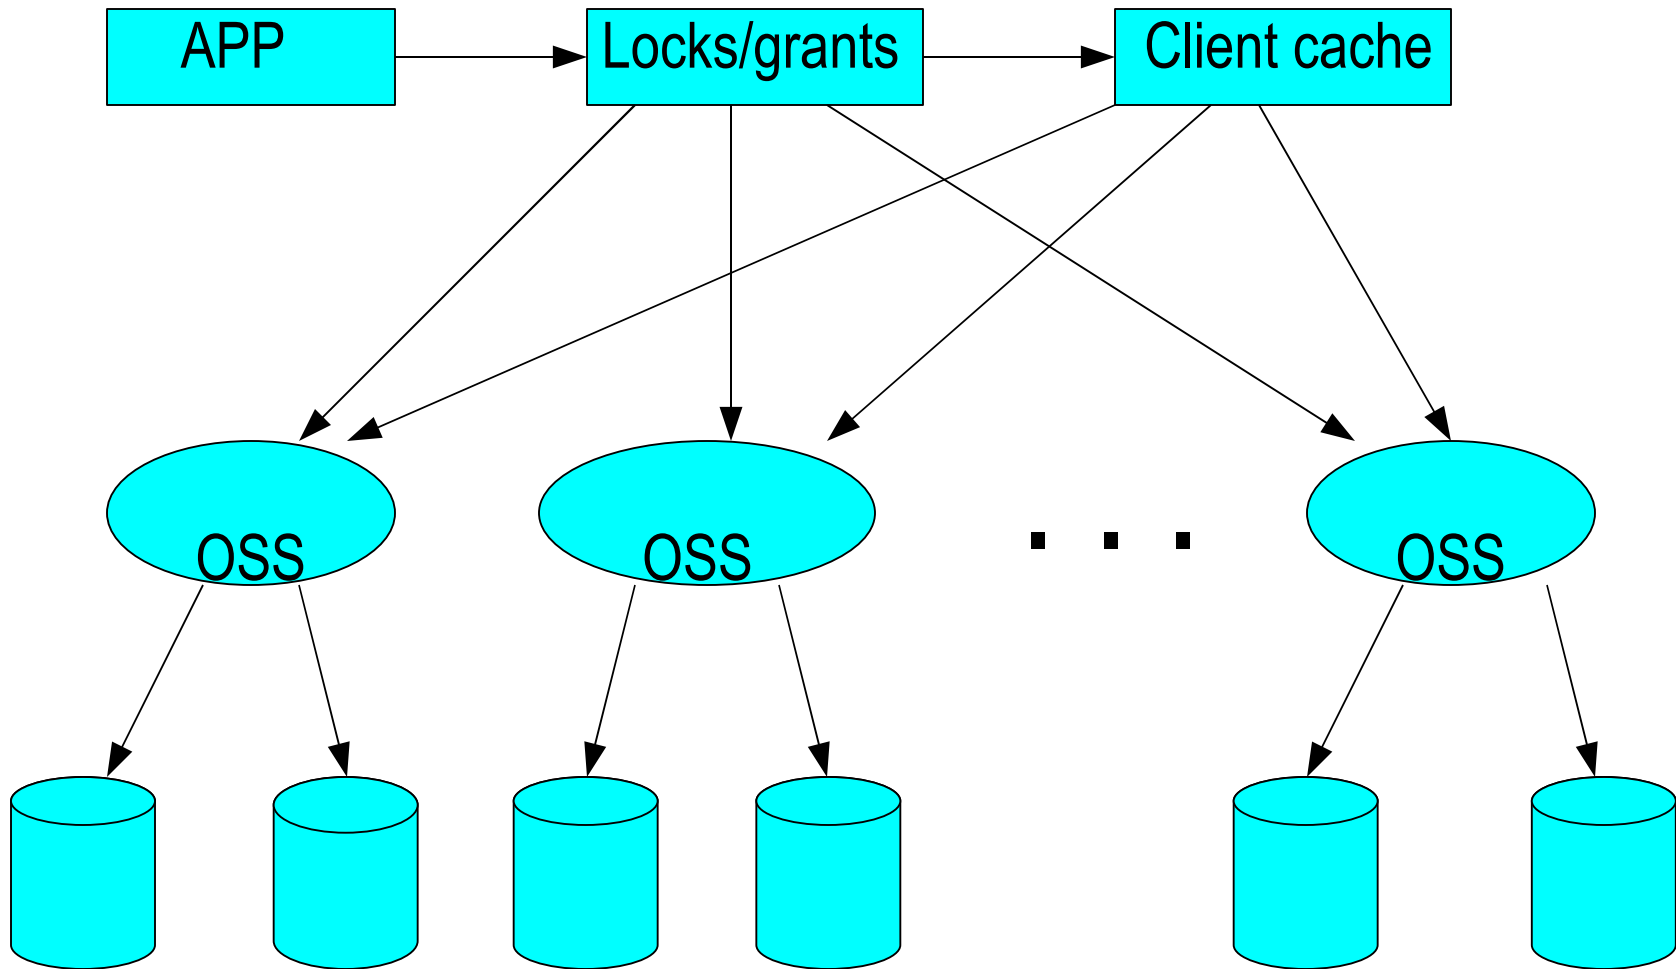 APP
Locks/grants
Client cache
OSS
OSS
. . .
OSS